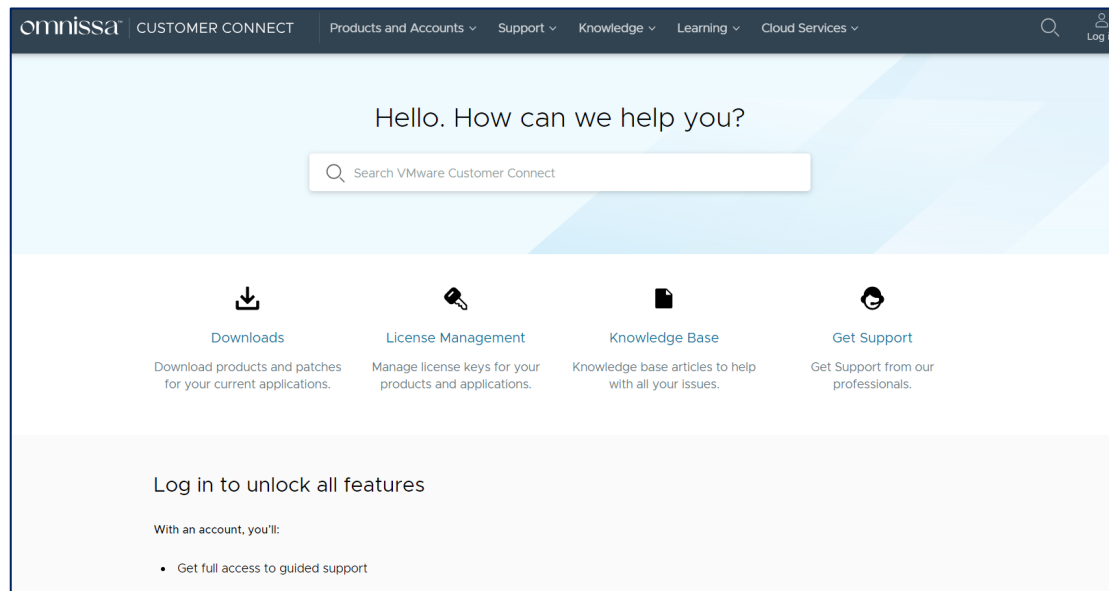 omnissa™ CUSTOMER CONNECT Products and Accounts Support Knowledge Learning Cloud Services
Log i
Hello. How can we help you?
Search VMware Customer Connect
Downloads License Management Knowledge Base Get Support
Download products and patches Manage license keys for your Knowledge base articles to help Get Support from our
for your current applications. products and applications. with all your issues. professionals.
Log in to unlock all features
With an account, you'll:
• Get full access to guided support